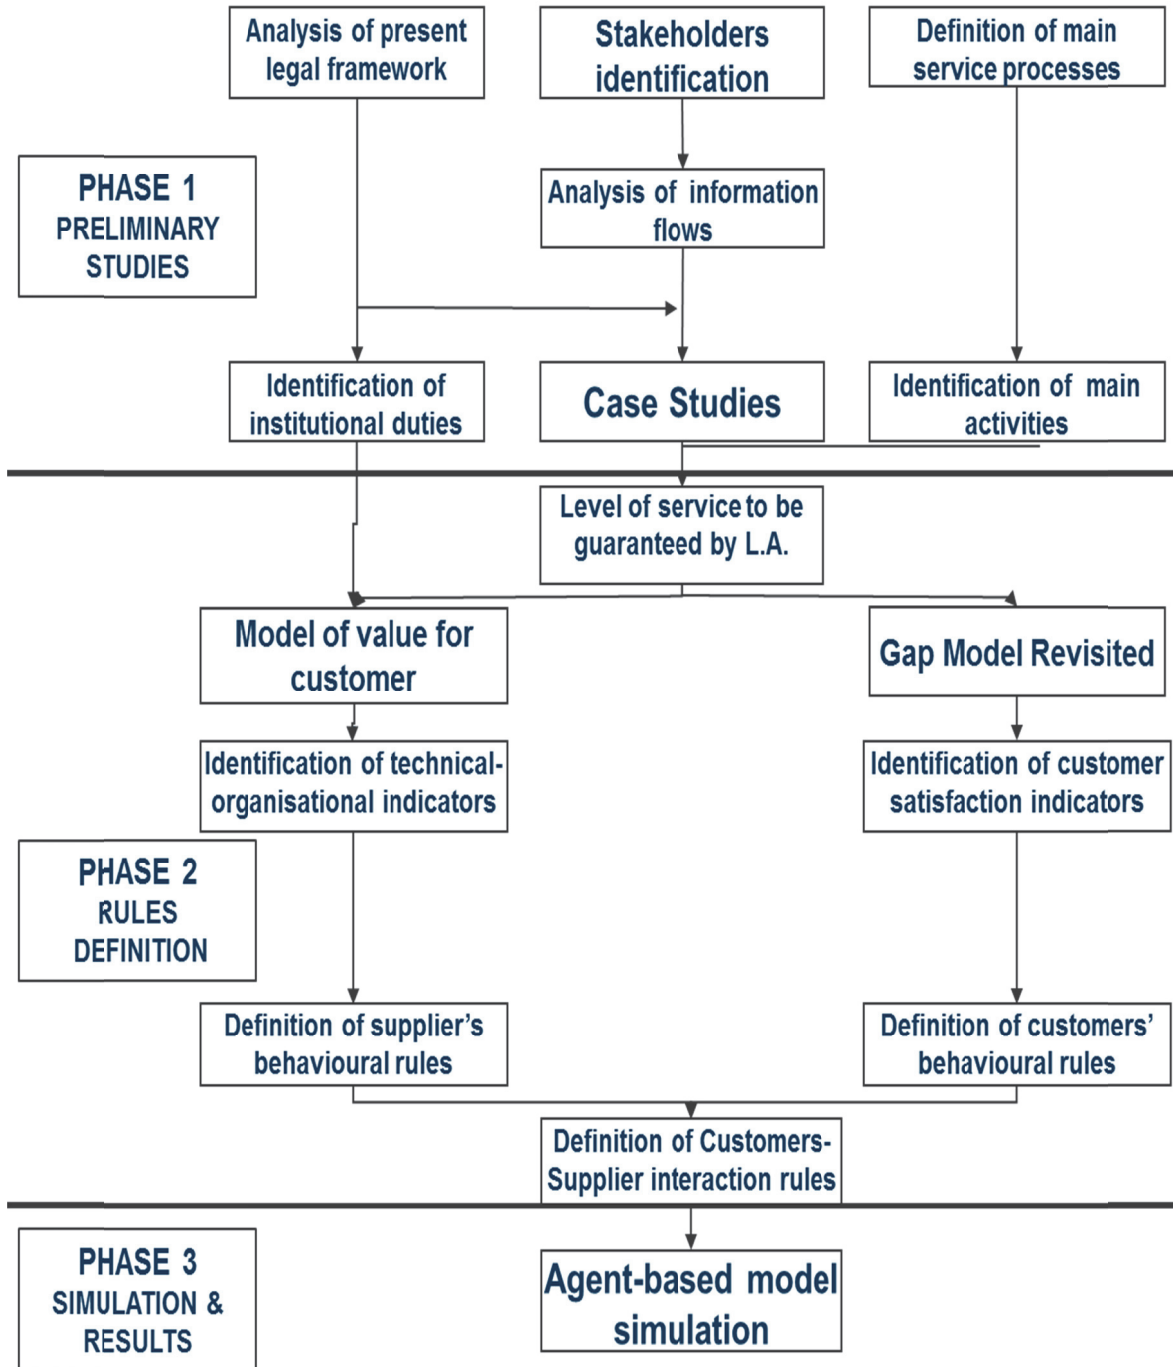 Analysis of present
legal framework
Stakeholders
identification
Definition of main
service processes
PHASE 1
PRELIMINARY
STUDIES
Analysis of information
flows
Identification of
institutional duties
Case Studies
Identification of main
activities
Level of service to be
guaranteed by L.A.
Model of value for
customer
Gap Model Revisited
Identification of technical-
organisational indicators
Identification of customer
satisfaction indicators
PHASE 2
RULES
DEFINITION
Definition of supplier's
behavioural rules
Definition of customers'
behavioural rules
Definition of Customers-
Supplier interaction rules
PHASE 3
SIMULATION &
RESULTS
Agent-based model
simulation